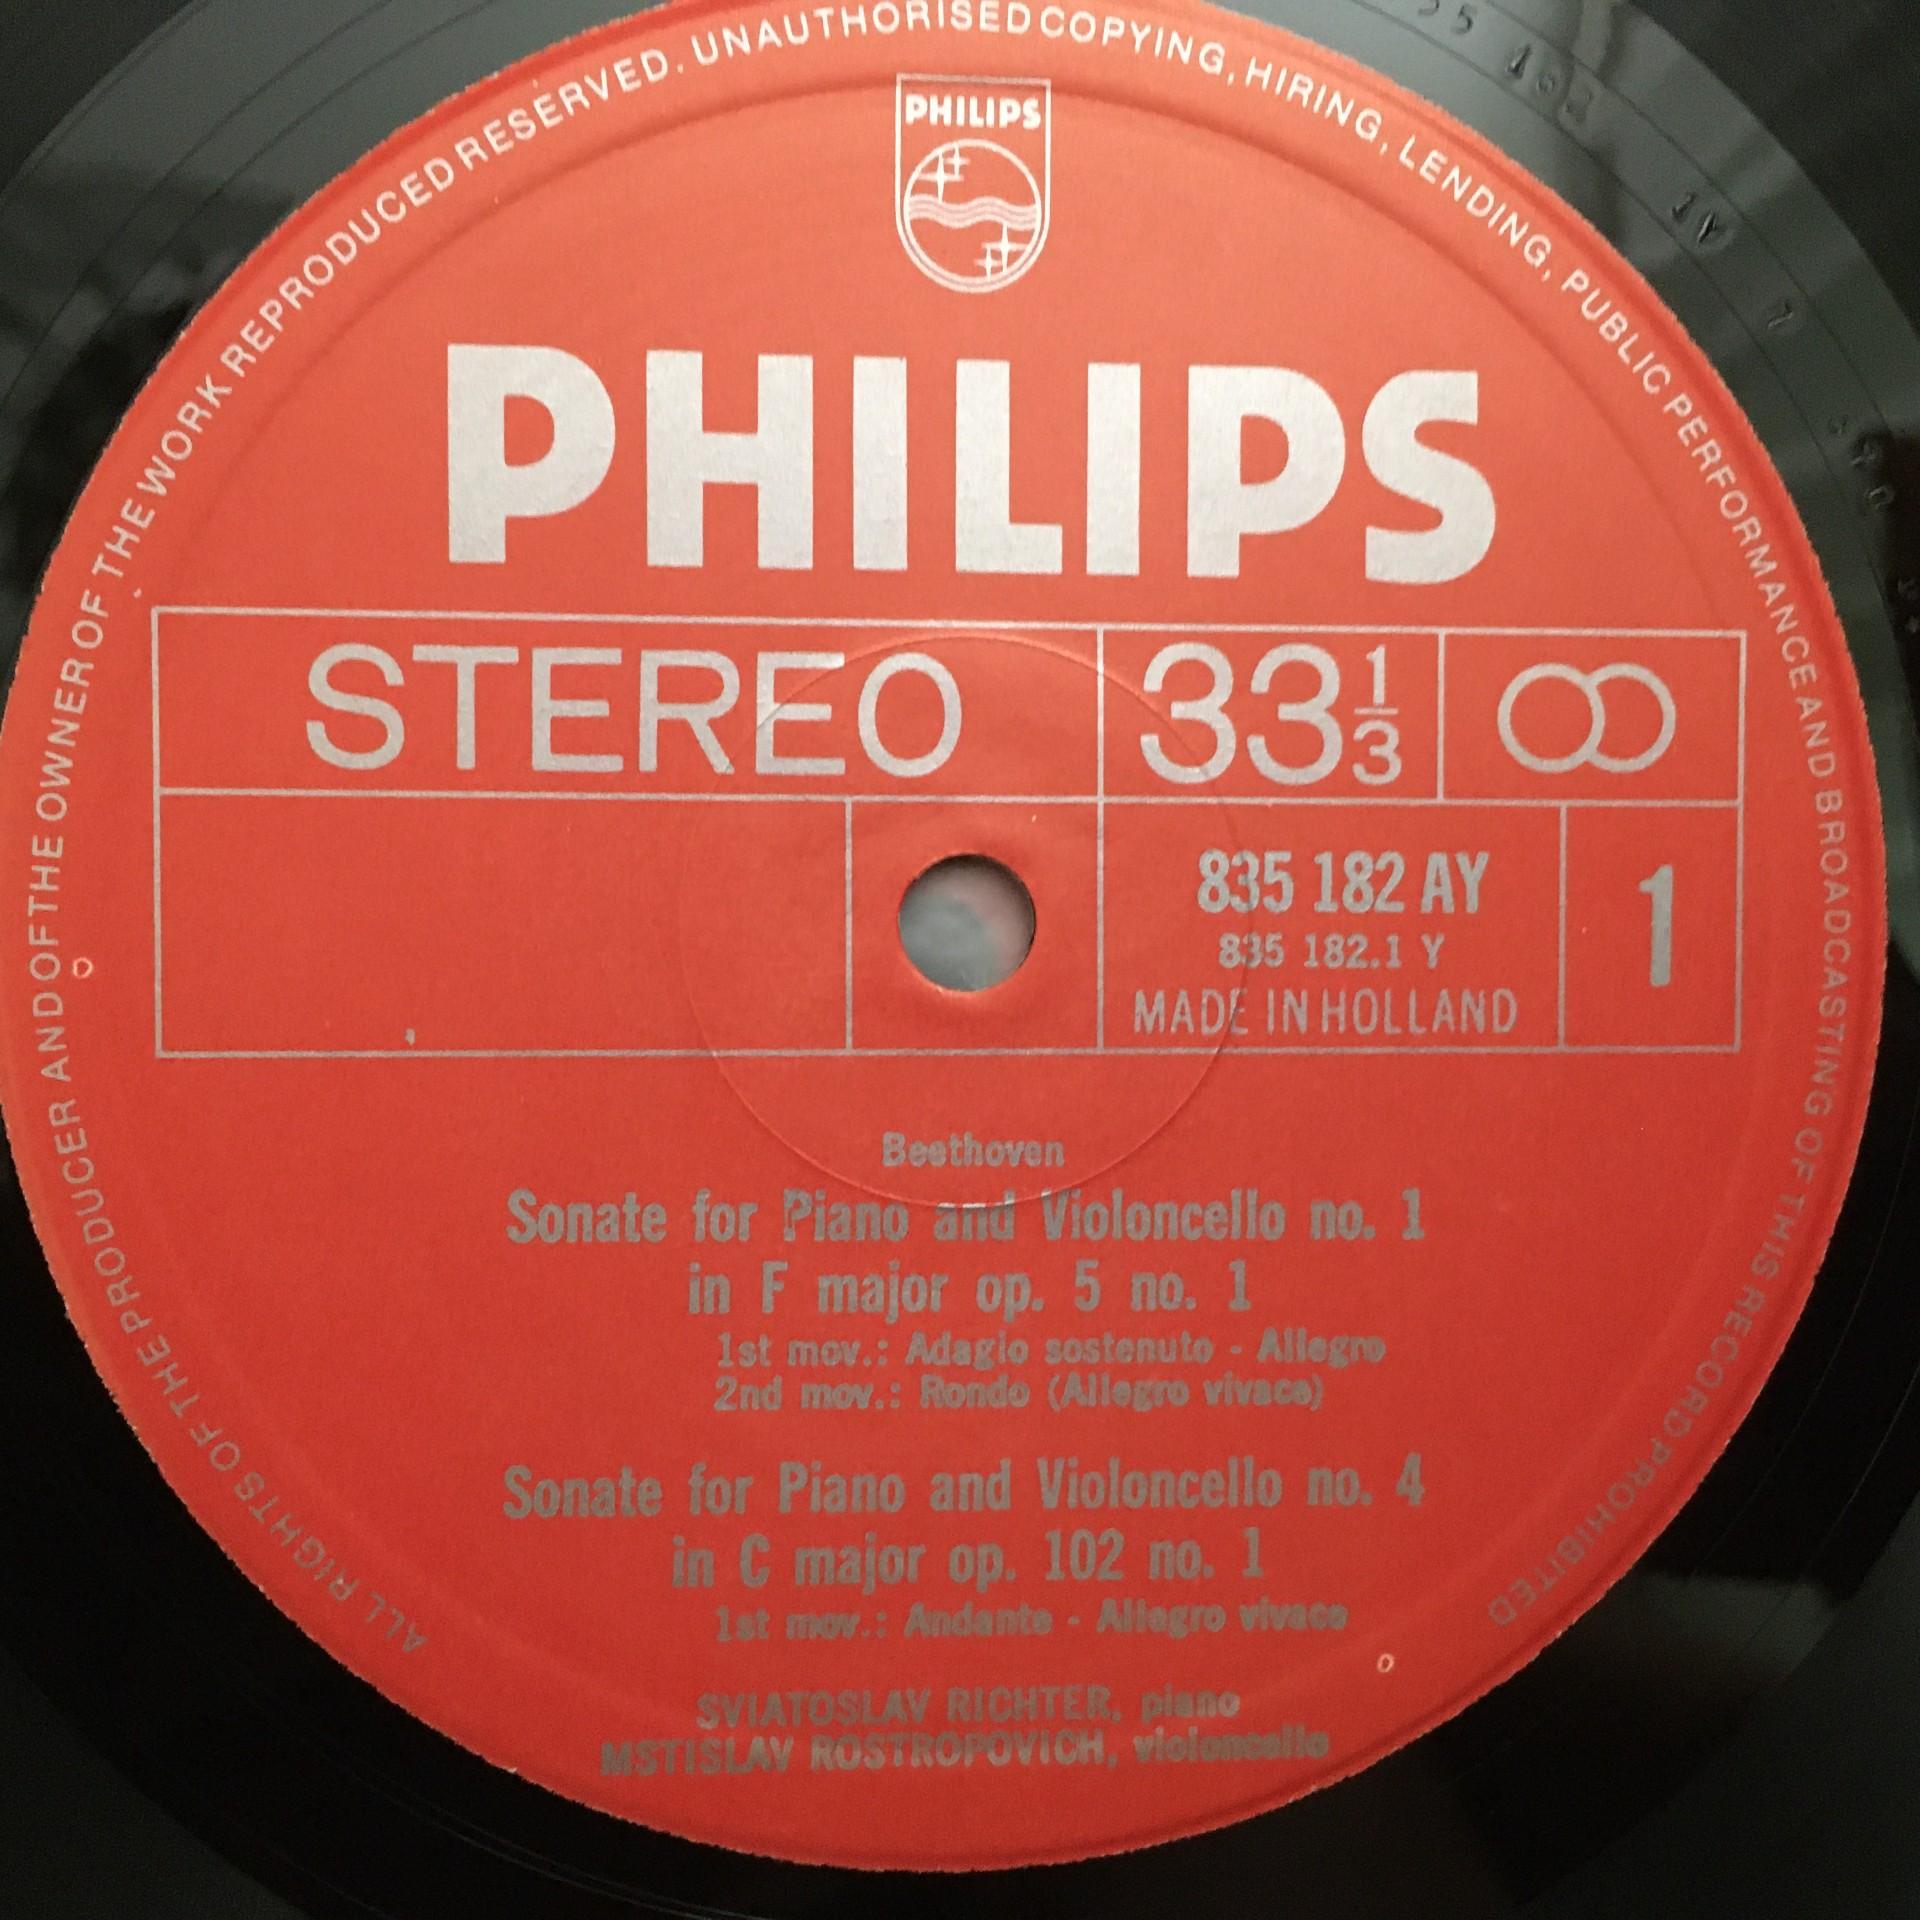 ALL RIGHTS OF THE PRODUCER AND OF THE OWNER OF THE WORK REPRODUCED RESERVED. UNAUTHORISED COPYING, HIRING, LENDING, PUBLIC PERFORMANCE AND BROADCASTING OF THIS RECORD PROHIBITED
PHILIPS
PHILIPS
STEREO 33 1/3
835 182 AY 1
835 182.1 Y
MADE IN HOLLAND
Beethoven
Sonate for Piano and Violoncello no. 1
in F major op. 5 no. 1
1st mov.: Adagio sostenuto - Allegro
2nd mov.: Rondo (Allegro vivace)
Sonate for Piano and Violoncello no. 4
in C major op. 102 no. 1
1st mov.: Andante - Allegro vivace
SVIATOSLAV RICHTER, piano
MSTISLAV ROSTROPOVICH, violoncello